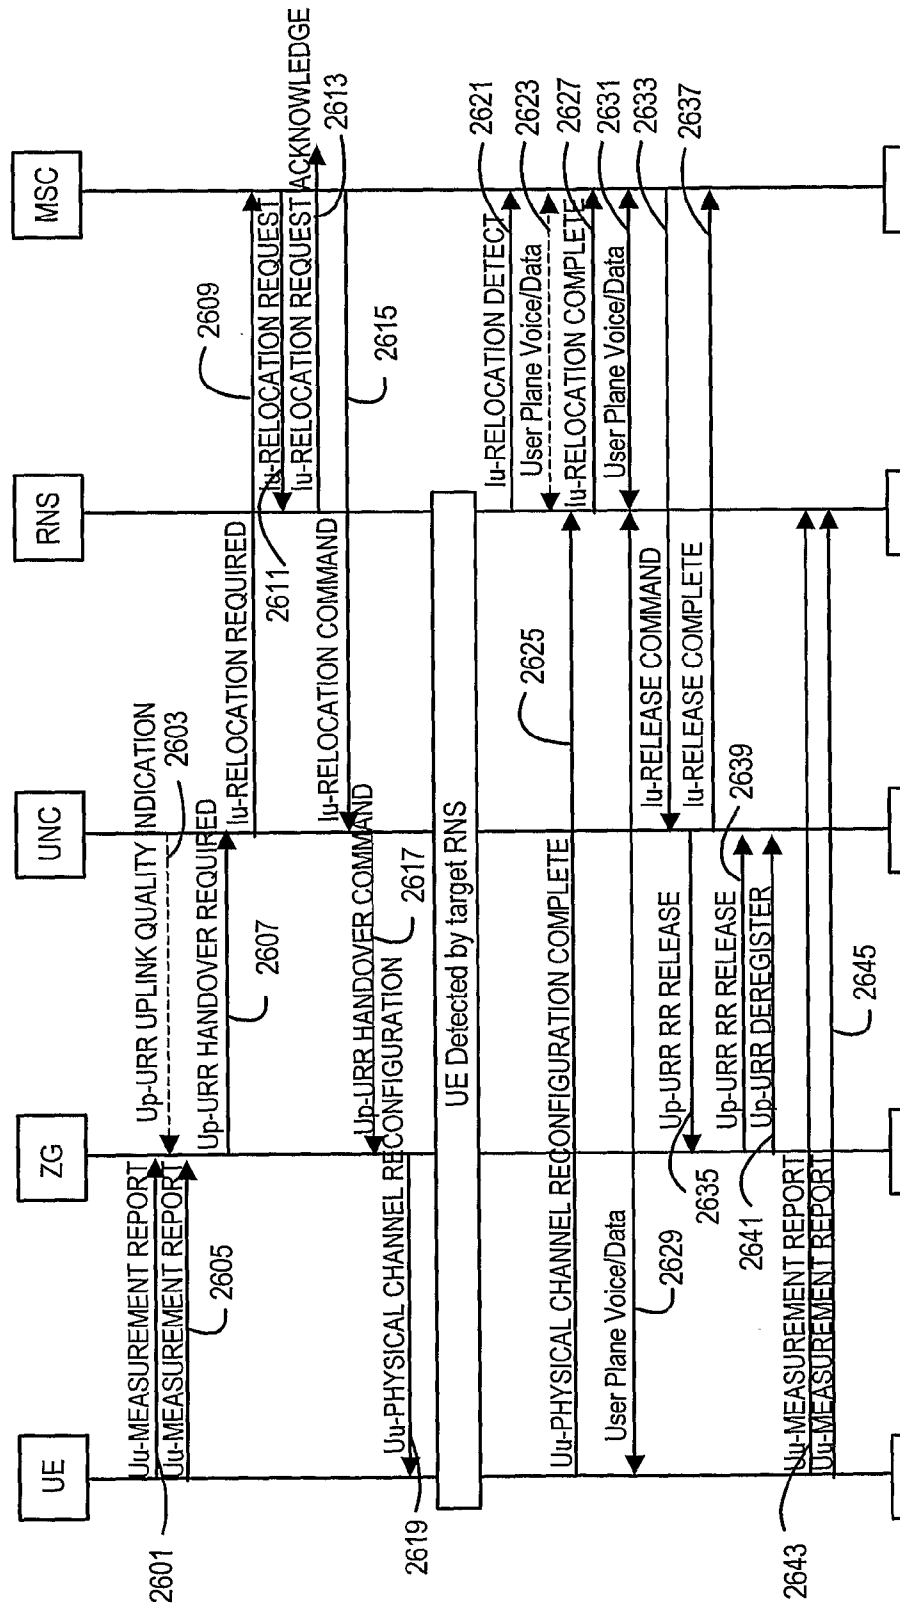 UE
ZG
UNC
RNS
MSC
Uu-MEASUREMENT REPORT
2601
Up-URR UPLINK QUALITY INDICATION
2603
Uu-MEASUREMENT REPORT
2605
Up-URR HANDOVER REQUIRED
2607
Iu-RELOCATION REQUIRED
2609
Iu-RELOCATION REQUEST
2611
Iu-RELOCATION REQUEST ACKNOWLEDGE
2613
Iu-RELOCATION COMMAND
2615
Up-URR HANDOVER COMMAND
2617
Uu-PHYSICAL CHANNEL RECONFIGURATION
2619
UE Detected by target RNS
Iu-RELOCATION DETECT
2621
User Plane Voice/Data
2623
Uu-PHYSICAL CHANNEL RECONFIGURATION COMPLETE
2625
Iu-RELOCATION COMPLETE
2627
User Plane Voice/Data
2629
User Plane Voice/Data
2631
Iu-RELEASE COMMAND
2633
Up-URR RR RELEASE
2635
Iu-RELEASE COMPLETE
2637
Up-URR RR RELEASE
2639
Up-URR DEREGISTER
2641
Uu-MEASUREMENT REPORT
2643
Uu-MEASUREMENT REPORT
2645